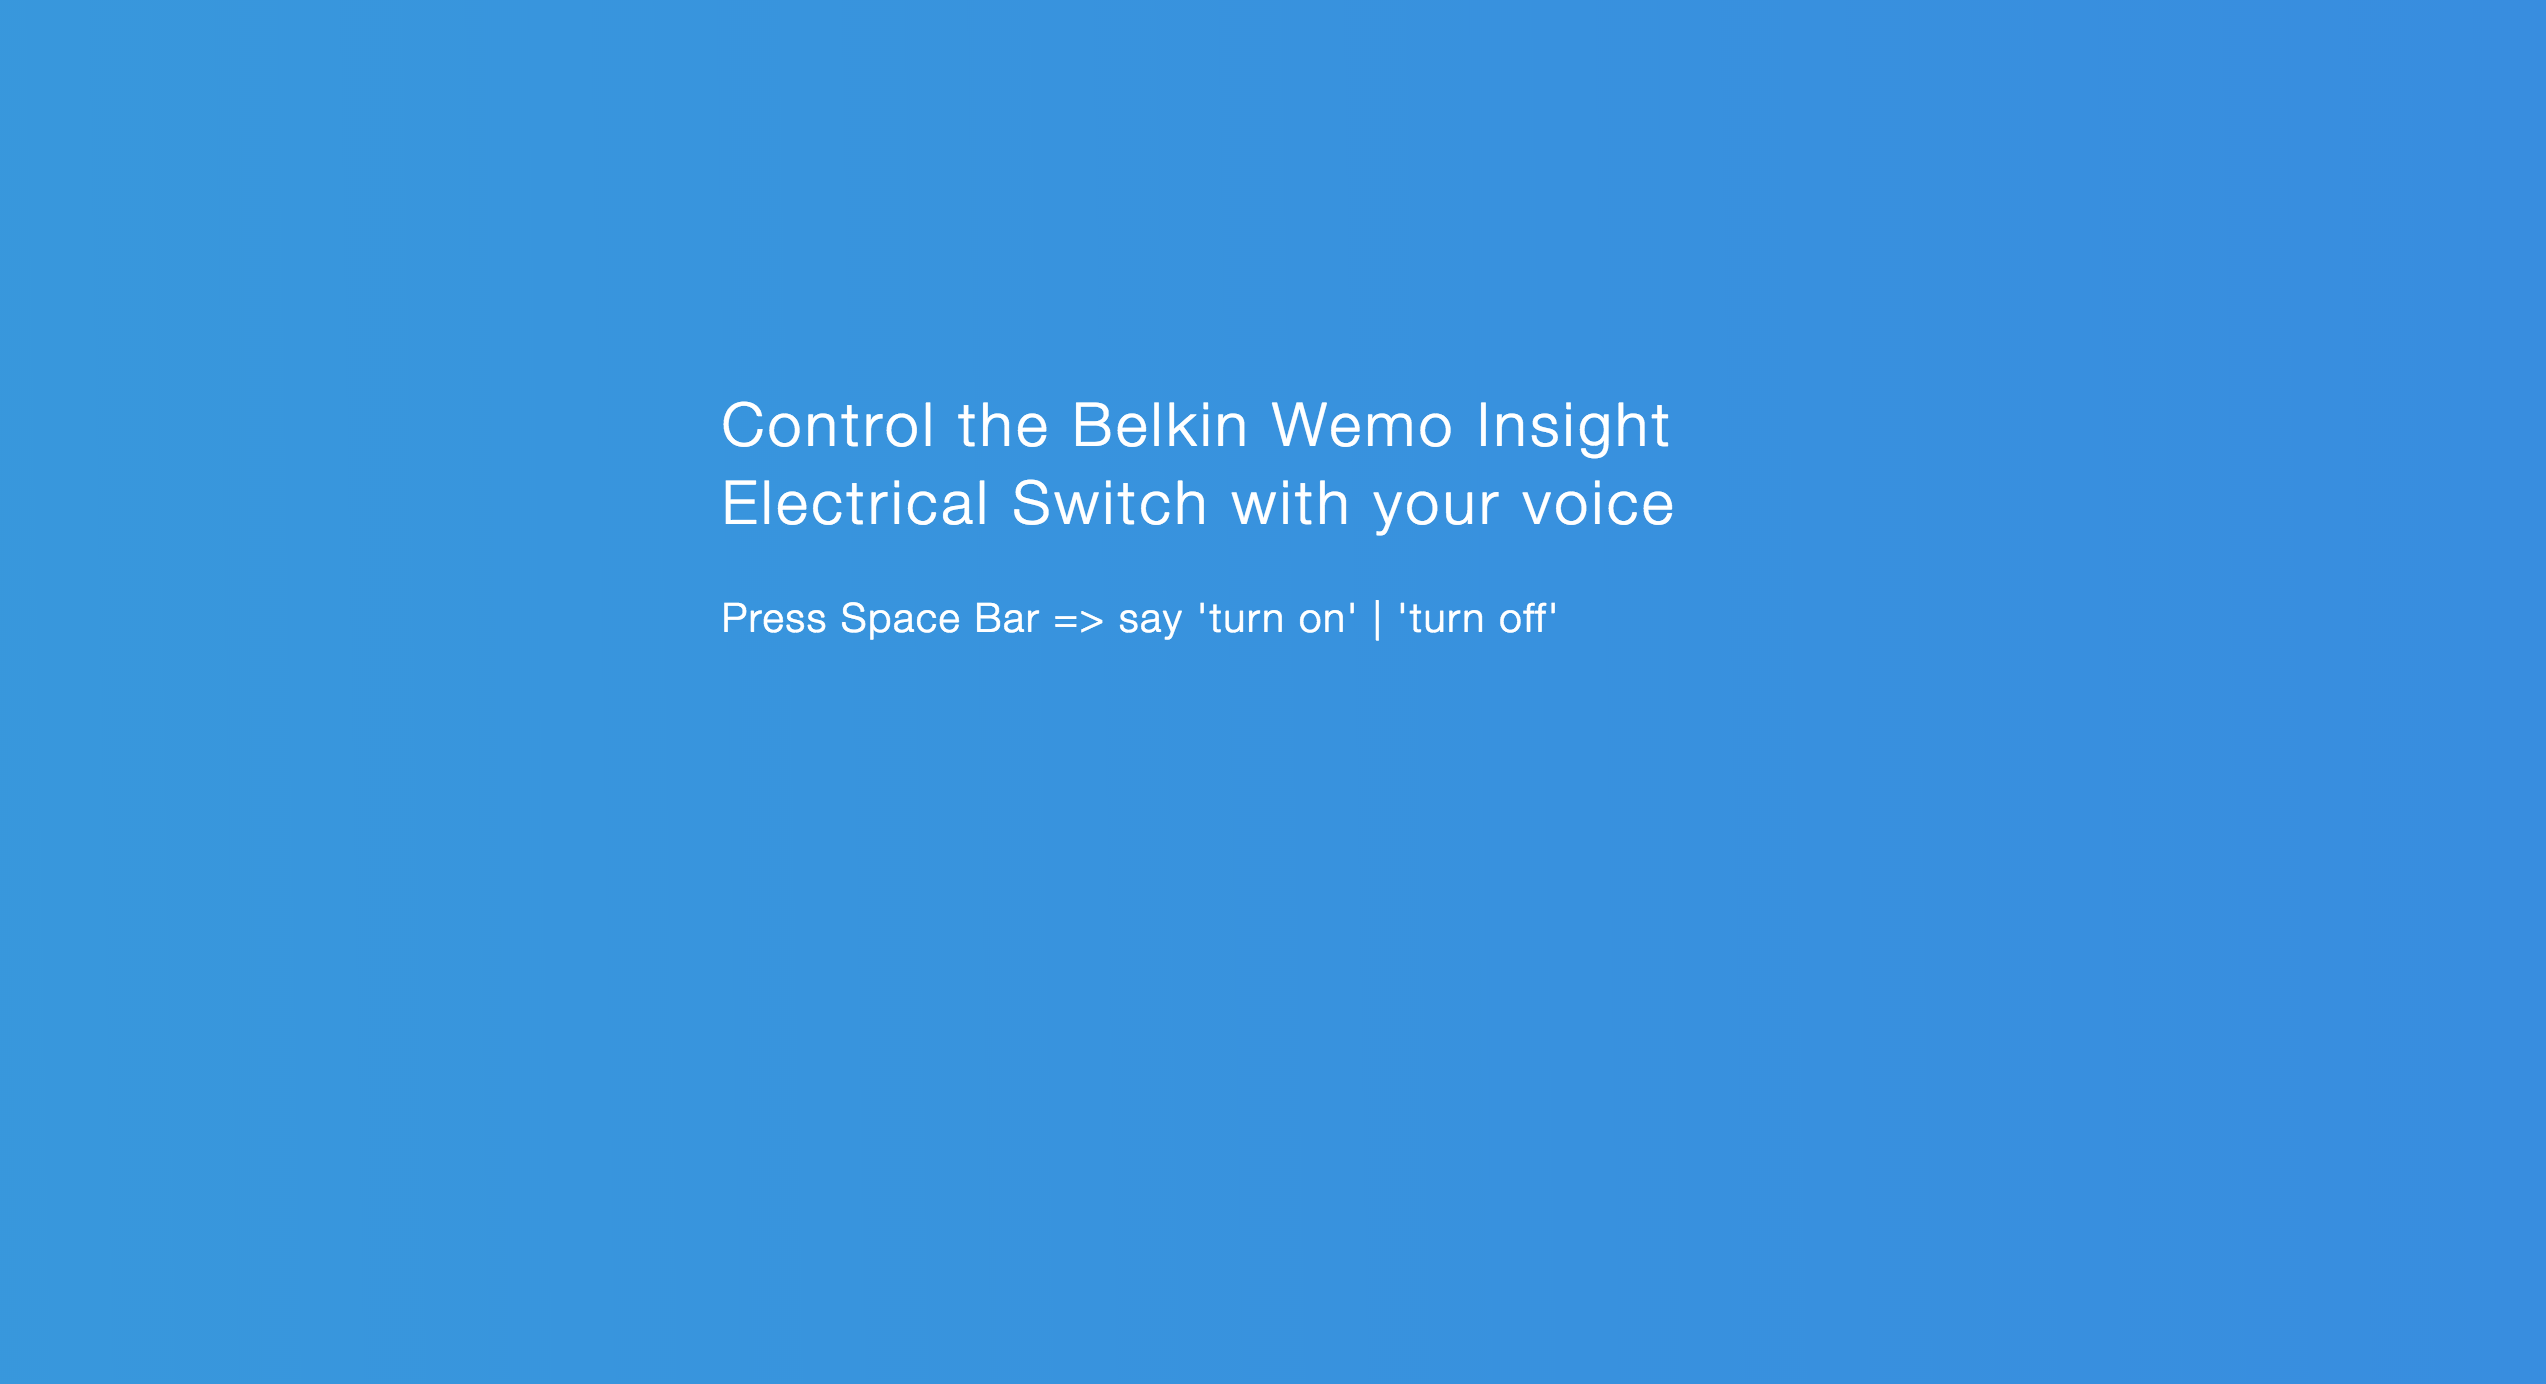 Control the Belkin Wemo Insight
Electrical Switch with your voice
Press Space Bar => say 'turn on' | 'turn off'